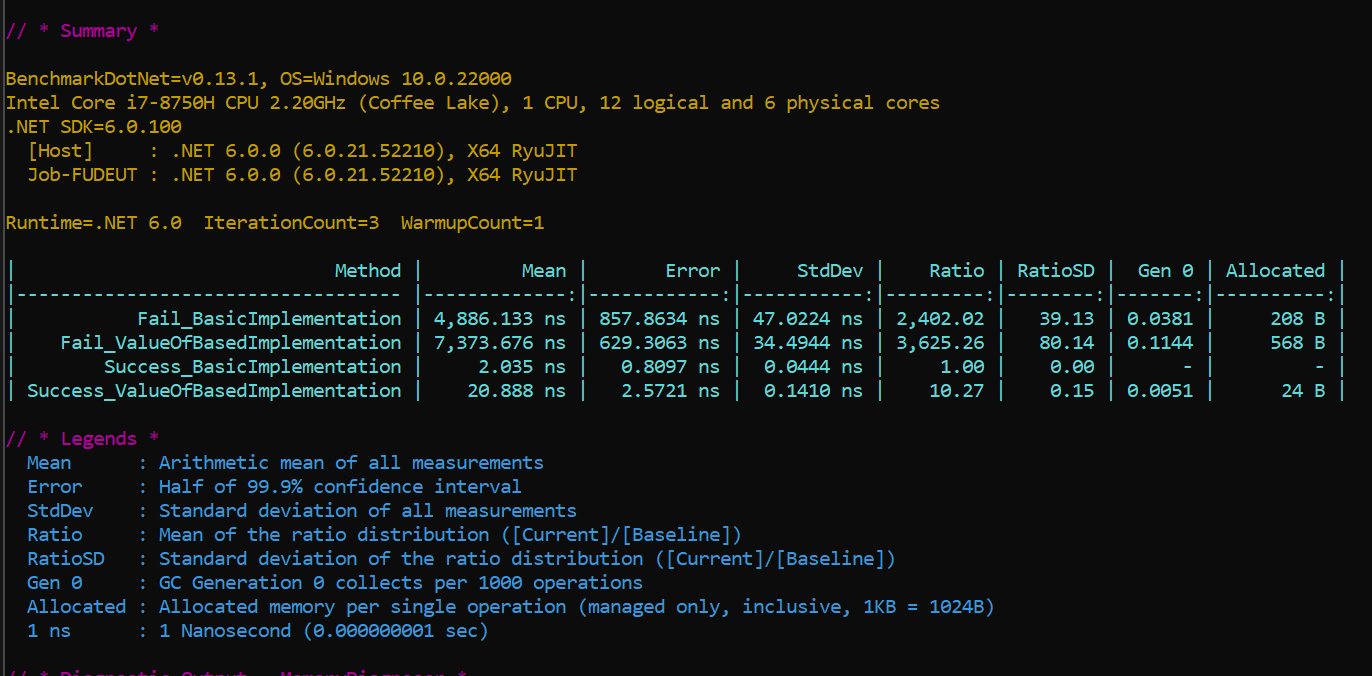 // * Summary *
BenchmarkDotNet=v0.13.1, OS=Windows 10.0.22000
Intel Core i7-8750H CPU 2.20GHz (Coffee Lake), 1 CPU, 12 logical and 6 physical cores
.NET SDK=6.0.100
  [Host]     : .NET 6.0.0 (6.0.21.52210), X64 RyuJIT
  Job-FUDEUT : .NET 6.0.0 (6.0.21.52210), X64 RyuJIT
Runtime=.NET 6.0  IterationCount=3  WarmupCount=1
|                             Method |         Mean |       Error |     StdDev |    Ratio | RatioSD |  Gen 0 | Allocated |
|----------------------------------- |-------------:|------------:|-----------:|---------:|--------:|-------:|----------:|
|           Fail_BasicImplementation | 4,886.133 ns | 857.8634 ns | 47.0224 ns | 2,402.02 |   39.13 | 0.0381 |     208 B |
|    Fail_ValueOfBasedImplementation | 7,373.676 ns | 629.3063 ns | 34.4944 ns | 3,625.26 |   80.14 | 0.1144 |     568 B |
|        Success_BasicImplementation |     2.035 ns |   0.8097 ns |  0.0444 ns |     1.00 |    0.00 |      - |         - |
| Success_ValueOfBasedImplementation |    20.888 ns |   2.5721 ns |  0.1410 ns |    10.27 |    0.15 | 0.0051 |      24 B |
// * Legends *
  Mean      : Arithmetic mean of all measurements
  Error     : Half of 99.9% confidence interval
  StdDev    : Standard deviation of all measurements
  Ratio     : Mean of the ratio distribution ([Current]/[Baseline])
  RatioSD   : Standard deviation of the ratio distribution ([Current]/[Baseline])
  Gen 0     : GC Generation 0 collects per 1000 operations
  Allocated : Allocated memory per single operation (managed only, inclusive, 1KB = 1024B)
  1 ns      : 1 Nanosecond (0.000000001 sec)
// * Diagnostic Output - MemoryDiagnoser *